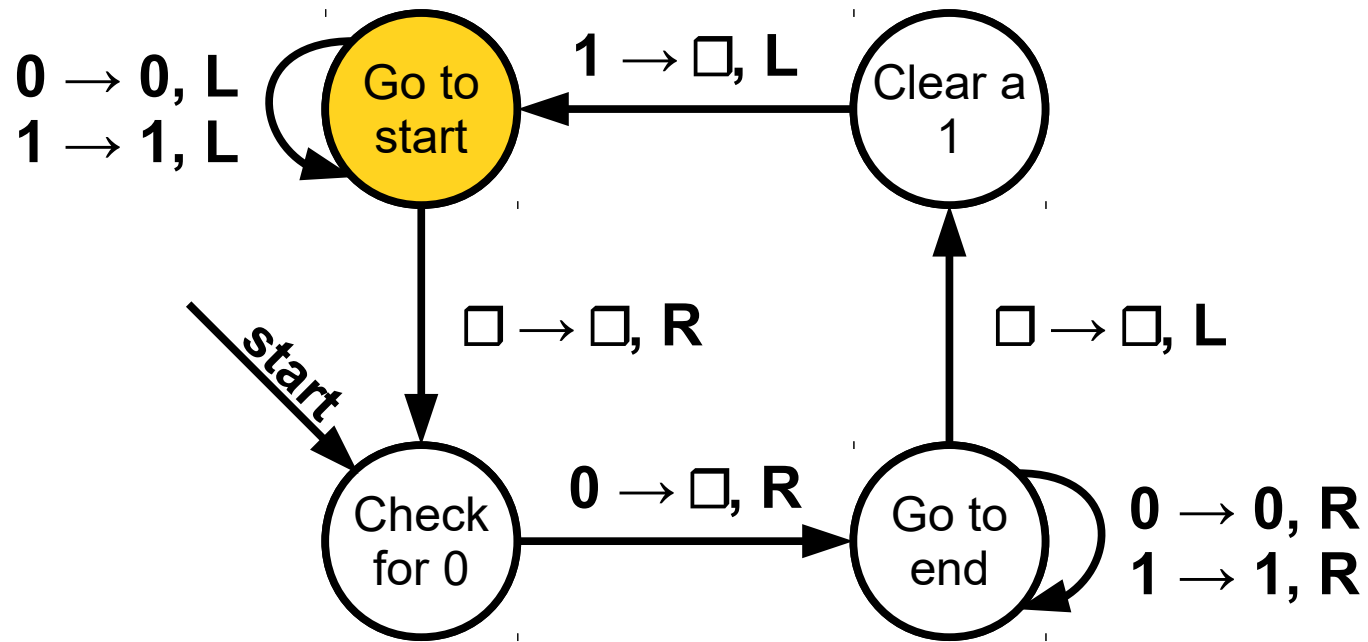 0 → 0, L
1 → 1, L
Go to
start
1 → □, L
Clear a
1
□ → □, R
□ → □, L
start
Check
for 0
0 → □, R
Go to
end
0 → 0, R
1 → 1, R